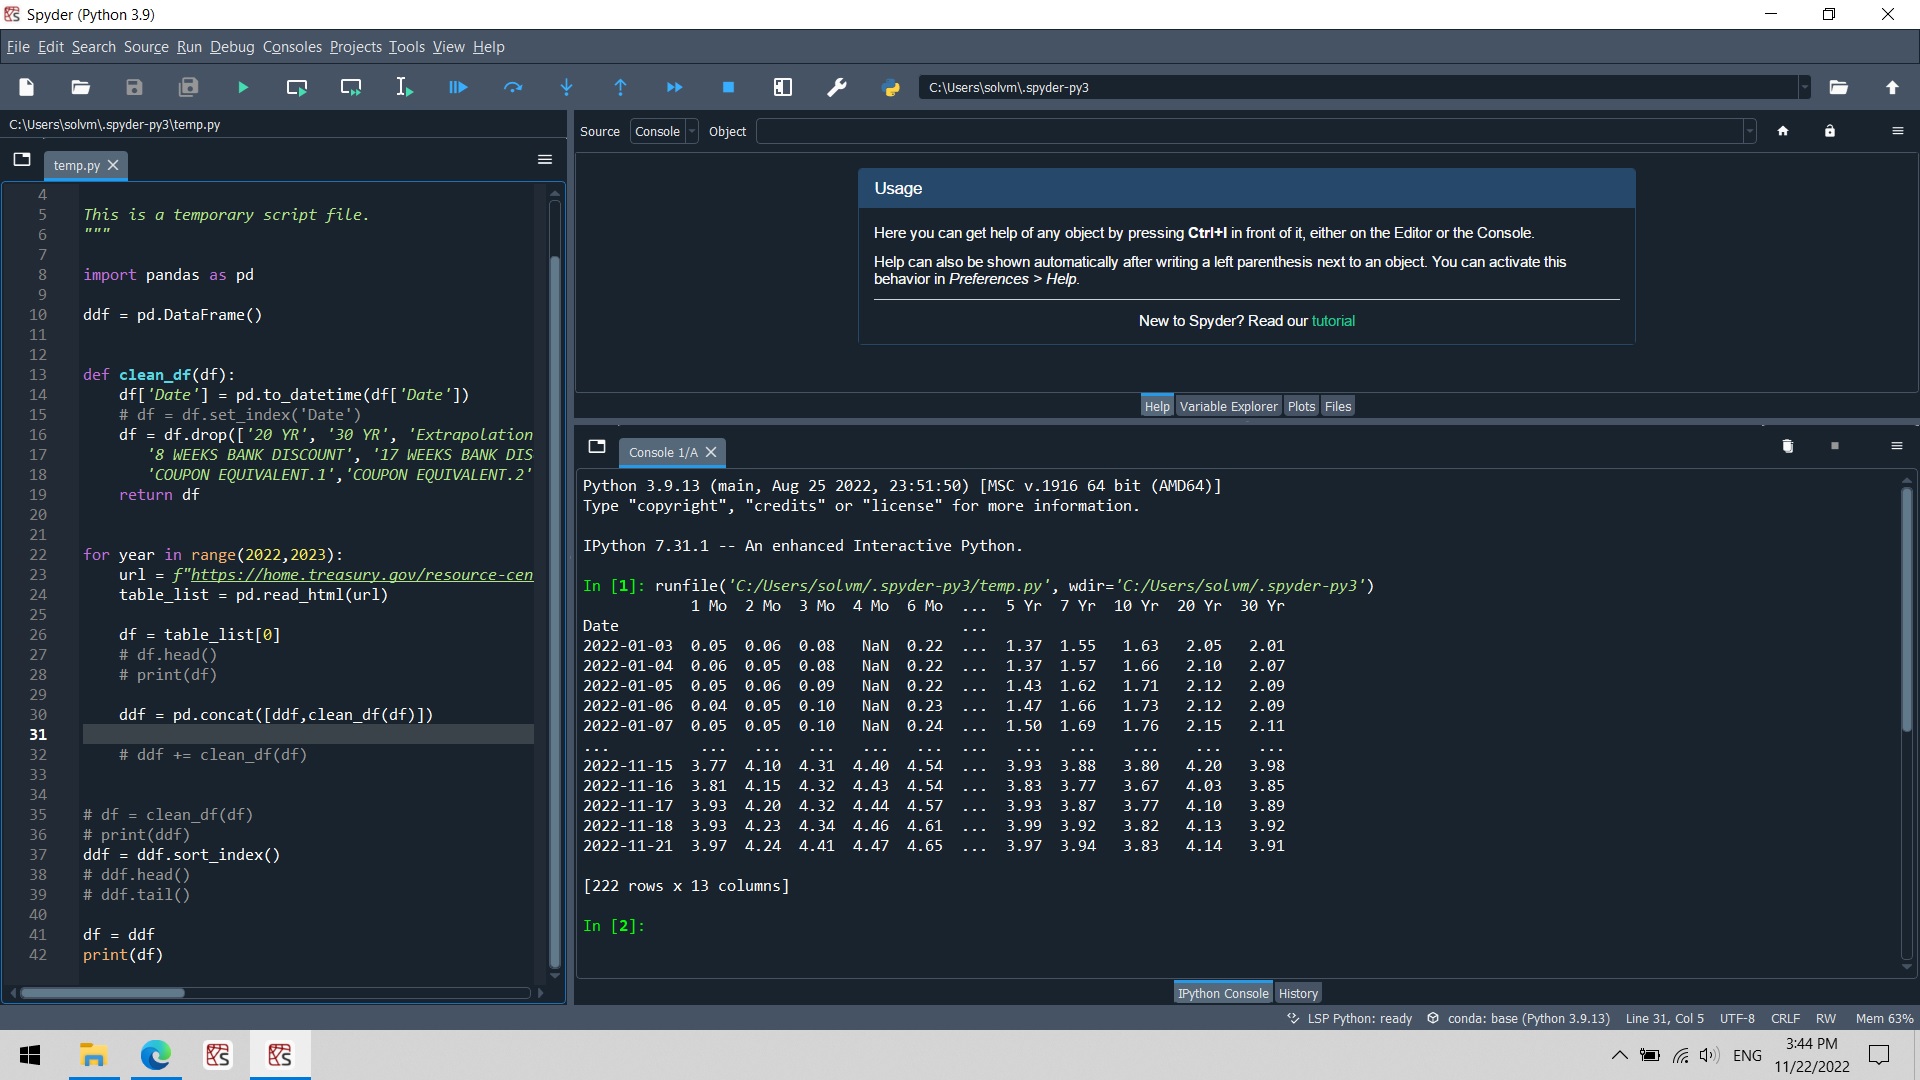 Spyder (Python 3.9)
File Edit Search Source Run Debug Consoles Projects Tools View Help
C:\Users\solvm\.spyder-py3
C:\Users\solvm\.spyder-py3\temp.py
temp.py
4
5 This is a temporary script file.
6 """
7
8 import pandas as pd
9
10 ddf = pd.DataFrame()
11
12
13 def clean_df(df):
14 df['Date'] = pd.to_datetime(df['Date'])
15 # df = df.set_index('Date')
16 df = df.drop(['20 YR', '30 YR', 'Extrapolation
17 '8 WEEKS BANK DISCOUNT', '17 WEEKS BANK DIS
18 'COUPON EQUIVALENT.1','COUPON EQUIVALENT.2'
19 return df
20
21
22 for year in range(2022,2023):
23 url = f"https://home.treasury.gov/resource-cen
24 table_list = pd.read_html(url)
25
26 df = table_list[0]
27 # df.head()
28 # print(df)
29
30 ddf = pd.concat([ddf,clean_df(df)])
31
32 # ddf += clean_df(df)
33
34
35 # df = clean_df(df)
36 # print(ddf)
37 ddf = ddf.sort_index()
38 # ddf.head()
39 # ddf.tail()
40
41 df = ddf
42 print(df)
Source Console Object
Usage
Here you can get help of any object by pressing Ctrl+I in front of it, either on the Editor or the Console.
Help can also be shown automatically after writing a left parenthesis next to an object. You can activate this
behavior in Preferences > Help.
New to Spyder? Read our tutorial
Help Variable Explorer Plots Files
Console 1/A
Python 3.9.13 (main, Aug 25 2022, 23:51:50) [MSC v.1916 64 bit (AMD64)]
Type "copyright", "credits" or "license" for more information.
IPython 7.31.1 -- An enhanced Interactive Python.
In [1]: runfile('C:/Users/solvm/.spyder-py3/temp.py', wdir='C:/Users/solvm/.spyder-py3')
1 Mo 2 Mo 3 Mo 4 Mo 6 Mo ... 5 Yr 7 Yr 10 Yr 20 Yr 30 Yr
Date ...
2022-01-03 0.05 0.06 0.08 NaN 0.22 ... 1.37 1.55 1.63 2.05 2.01
2022-01-04 0.06 0.05 0.08 NaN 0.22 ... 1.37 1.57 1.66 2.10 2.07
2022-01-05 0.05 0.06 0.09 NaN 0.22 ... 1.43 1.62 1.71 2.12 2.09
2022-01-06 0.04 0.05 0.10 NaN 0.23 ... 1.47 1.66 1.73 2.12 2.09
2022-01-07 0.05 0.05 0.10 NaN 0.24 ... 1.50 1.69 1.76 2.15 2.11
... ... ... ... ... ... ... ... ... ... ... ...
2022-11-15 3.77 4.10 4.31 4.40 4.54 ... 3.93 3.88 3.80 4.20 3.98
2022-11-16 3.81 4.15 4.32 4.43 4.54 ... 3.83 3.77 3.67 4.03 3.85
2022-11-17 3.93 4.20 4.32 4.44 4.57 ... 3.93 3.87 3.77 4.10 3.89
2022-11-18 3.93 4.23 4.34 4.46 4.61 ... 3.99 3.92 3.82 4.13 3.92
2022-11-21 3.97 4.24 4.41 4.47 4.65 ... 3.97 3.94 3.83 4.14 3.91
[222 rows x 13 columns]
In [2]:
IPython Console History
LSP Python: ready conda: base (Python 3.9.13) Line 31, Col 5 UTF-8 CRLF RW Mem 63%
ENG
3:44 PM
11/22/2022